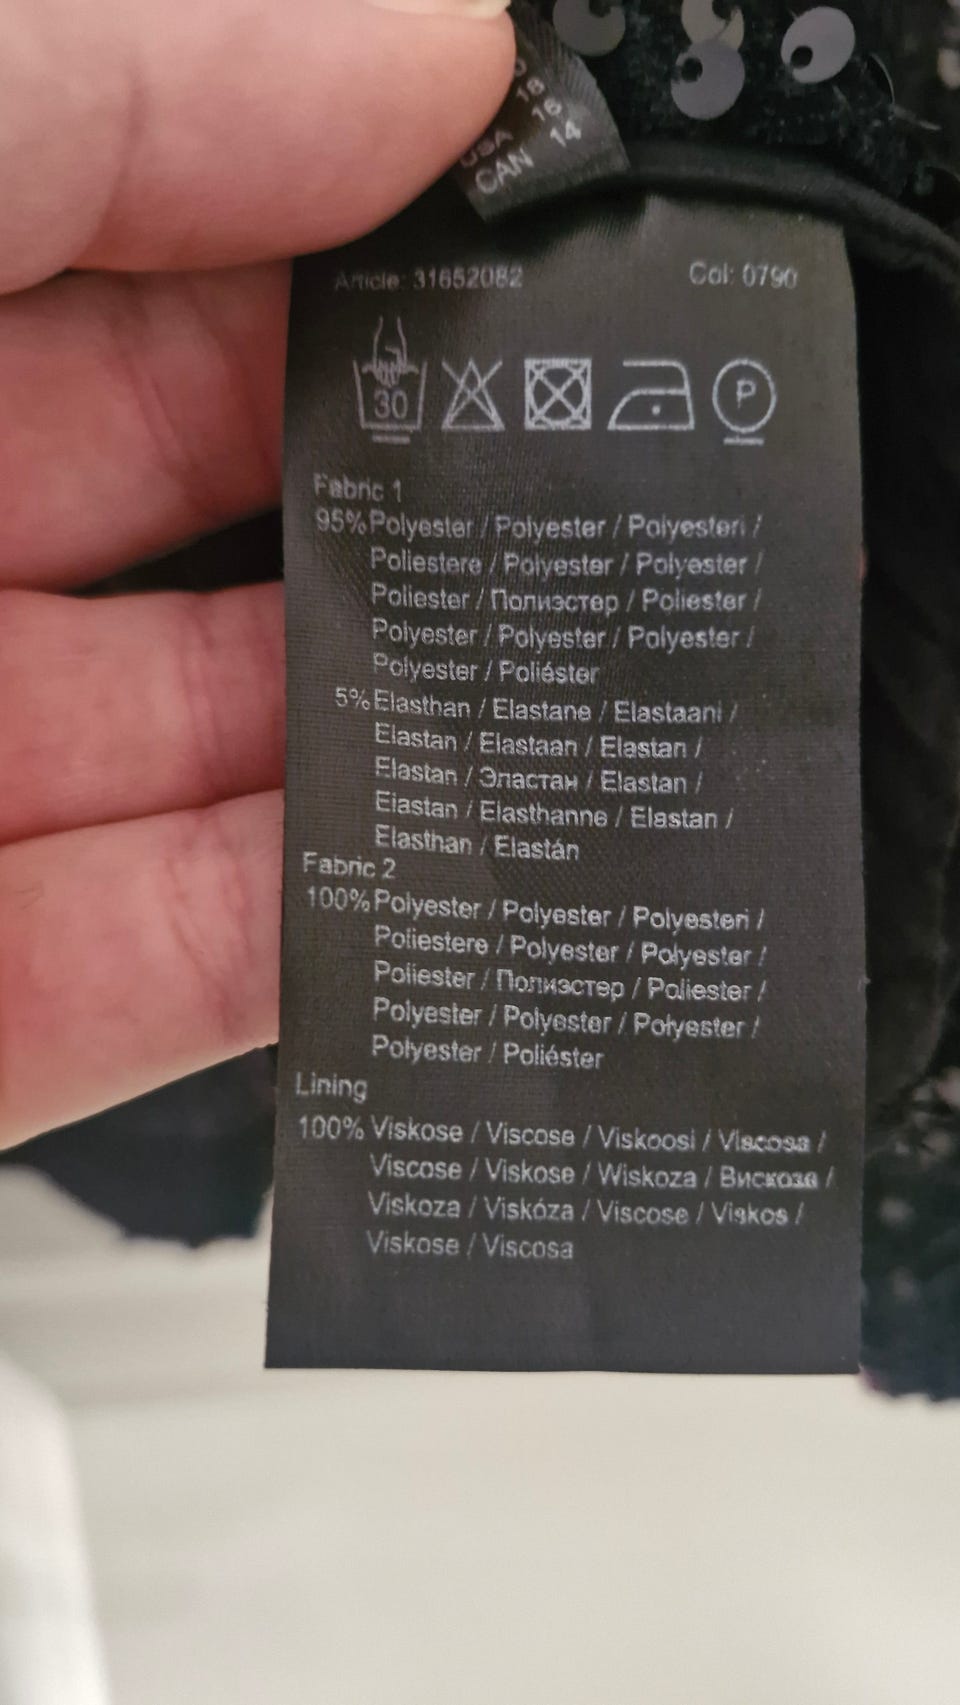 18
USA 16
CAN 14
Article: 31652082 Col: 0790
30 P
Fabric 1
95% Polyester / Polyester / Polyesteri /
Poliestere / Polyester / Polyester /
Poliester / Полиэстер / Poliester /
Polyester / Polyester / Polyester /
Polyester / Poliéster
5% Elasthan / Elastane / Elastaani /
Elastan / Elastaan / Elastan /
Elastan / Эластан / Elastan /
Elastan / Elasthanne / Elastan /
Elasthan / Elastán
Fabric 2
100% Polyester / Polyester / Polyesteri /
Poliestere / Polyester / Polyester /
Poliester / Полиэстер / Poliester /
Polyester / Polyester / Polyester /
Polyester / Poliéster
Lining
100% Viskose / Viscose / Viskoosi / Viscosa /
Viscose / Viskose / Wiskoza / Вискоза /
Viskoza / Viskóza / Viscose / Viskos /
Viskose / Viscosa